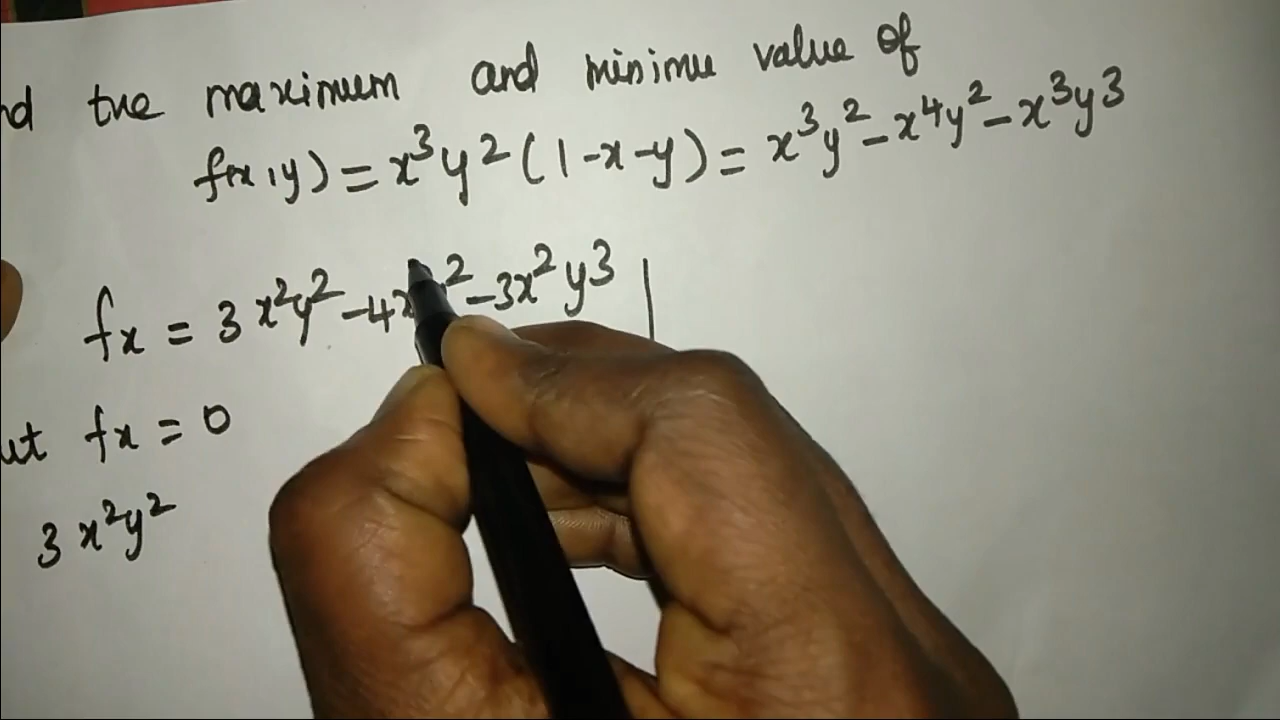 nd the maximum and minimu value of
f(x,y) = x³y²(1-x-y) = x³y² - x⁴y² - x³y³
fx = 3x²y² - 4x ² - 3x²y³
ut fx = 0
3x²y²